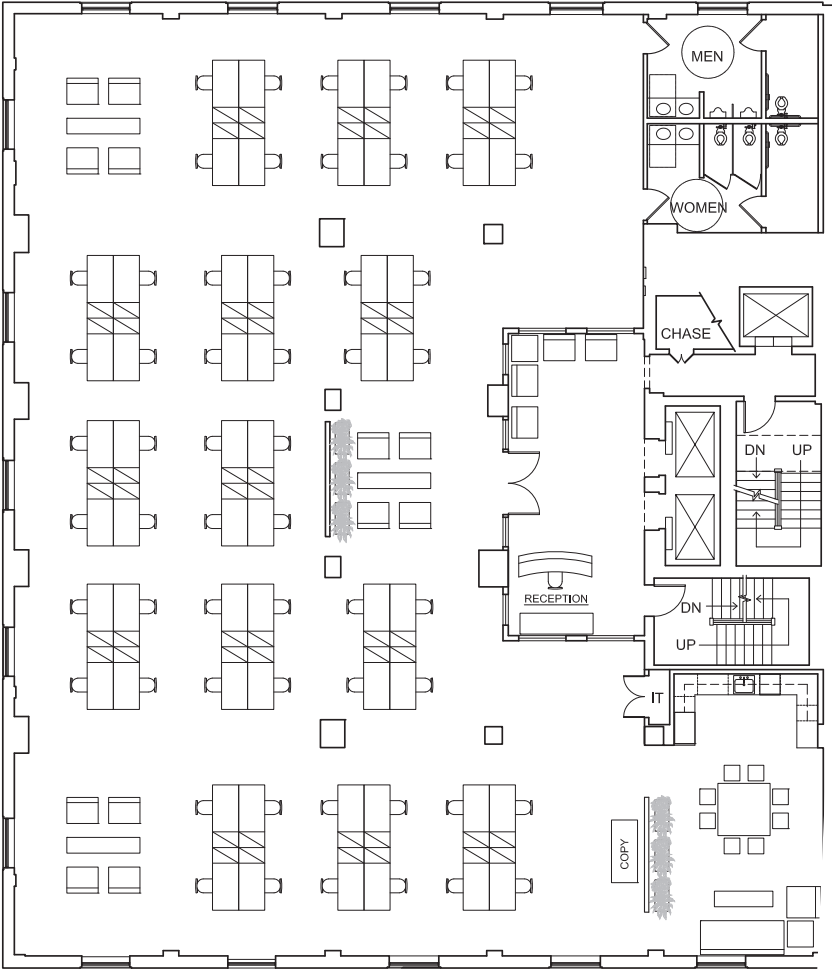 MEN
WOMEN
CHASE
DN UP
RECEPTION
DN
UP
IT
COPY